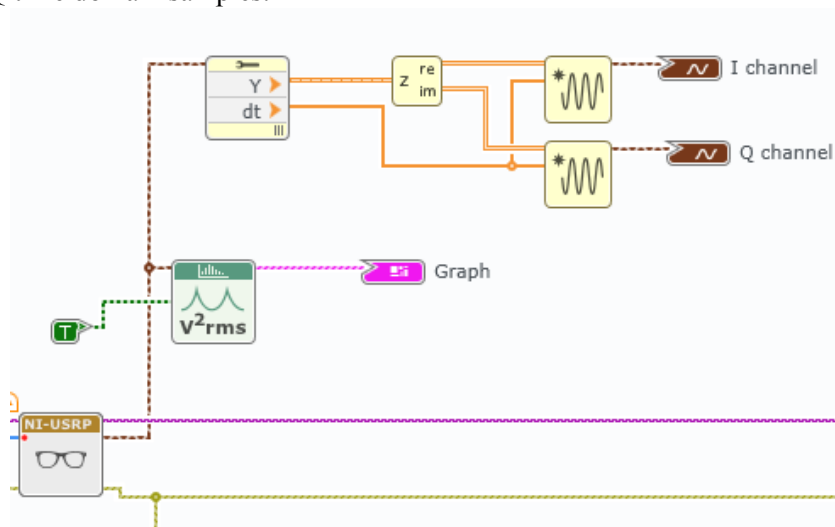 re
I channel
Y
z
im
dt
Q channel
Graph
V²rms
T
NI-USRP